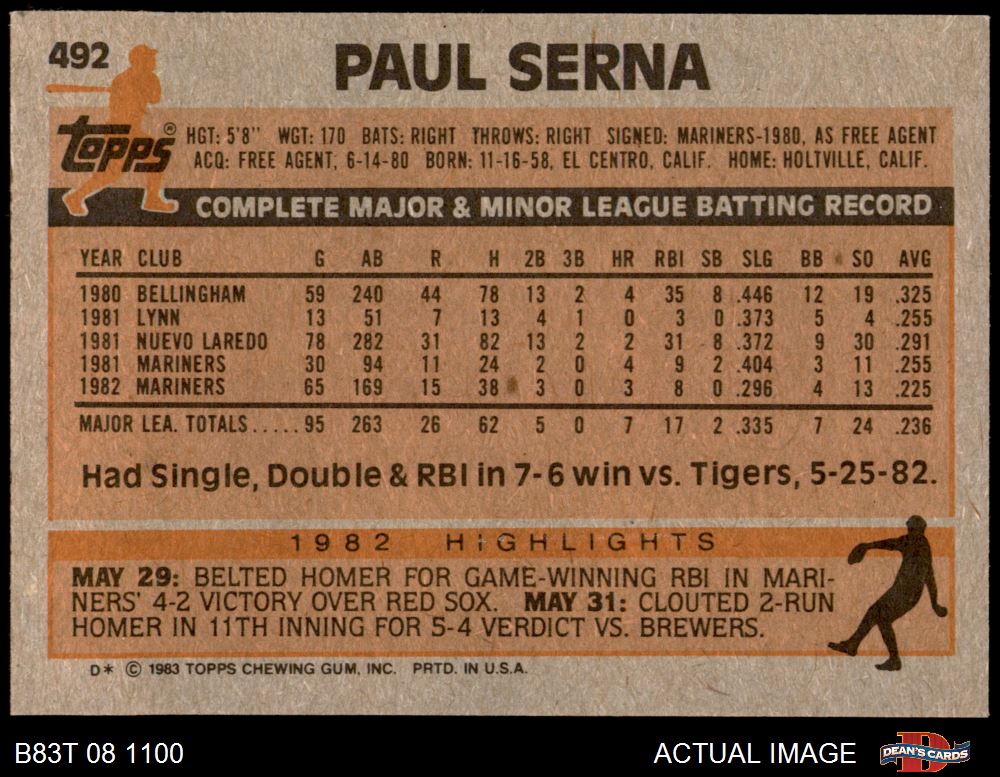 492
PAUL SERNA
topps® HGT: 5'8" WGT: 170 BATS: RIGHT THROWS: RIGHT SIGNED: MARINERS-1980, AS FREE AGENT
ACQ: FREE AGENT, 6-14-80 BORN: 11-16-58, EL CENTRO, CALIF. HOME: HOLTVILLE, CALIF.
COMPLETE MAJOR & MINOR LEAGUE BATTING RECORD
YEAR CLUB G AB R H 2B 3B HR RBI SB SLG BB SO AVG
1980 BELLINGHAM 59 240 44 78 13 2 4 35 8 .446 12 19 .325
1981 LYNN 13 51 7 13 4 1 0 3 0 .373 5 4 .255
1981 NUEVO LAREDO 78 282 31 82 13 2 2 31 8 .372 9 30 .291
1981 MARINERS 30 94 11 24 2 0 4 9 2 .404 3 11 .255
1982 MARINERS 65 169 15 38 3 0 3 8 0 .296 4 13 .225
MAJOR LEA. TOTALS..... 95 263 26 62 5 0 7 17 2 .335 7 24 .236
Had Single, Double & RBI in 7-6 win vs. Tigers, 5-25-82.
1982 HIGHLIGHTS
MAY 29: BELTED HOMER FOR GAME-WINNING RBI IN MARI-
NERS' 4-2 VICTORY OVER RED SOX. MAY 31: CLOUTED 2-RUN
HOMER IN 11TH INNING FOR 5-4 VERDICT VS. BREWERS.
D* © 1983 TOPPS CHEWING GUM, INC. PRTD. IN U.S.A.
B83T 08 1100 ACTUAL IMAGE DEAN'S CARDS